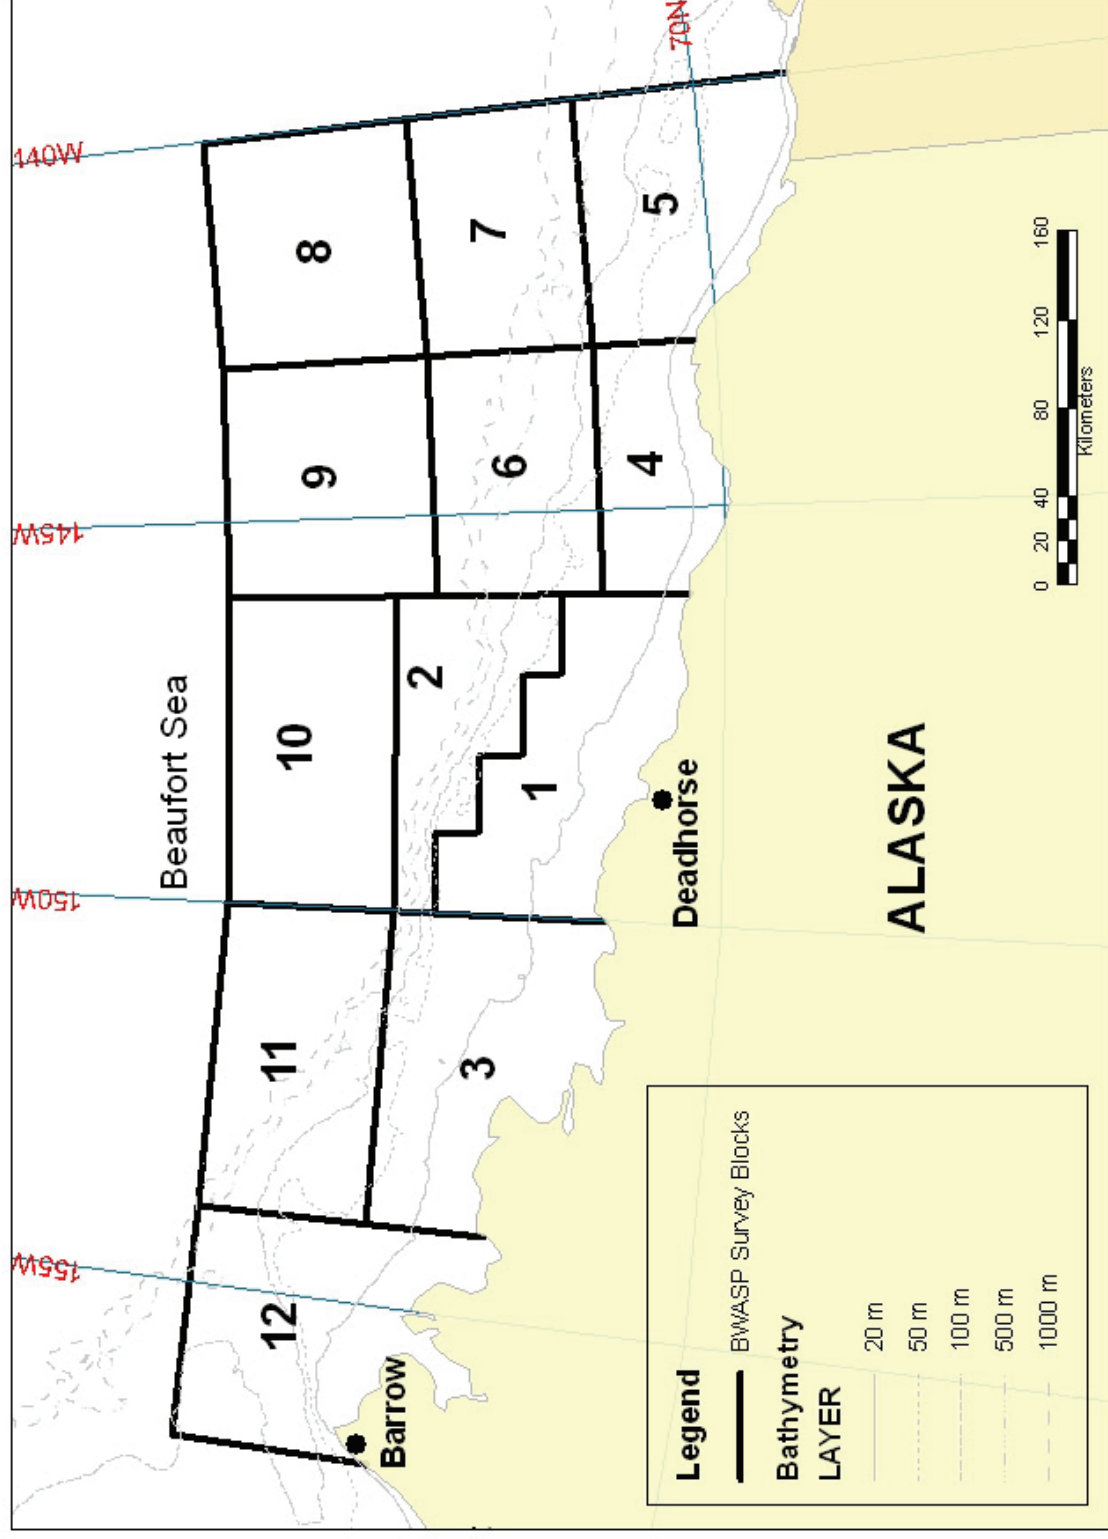 155W
150W
145W
140W
Beaufort Sea
70N
12
11
10
9
8
2
6
7
3
1
4
5
Barrow
Deadhorse
ALASKA
Legend
BWASP Survey Blocks
Bathymetry
LAYER
20 m
50 m
100 m
500 m
1000 m
0 20 40 80 120 160
Kilometers